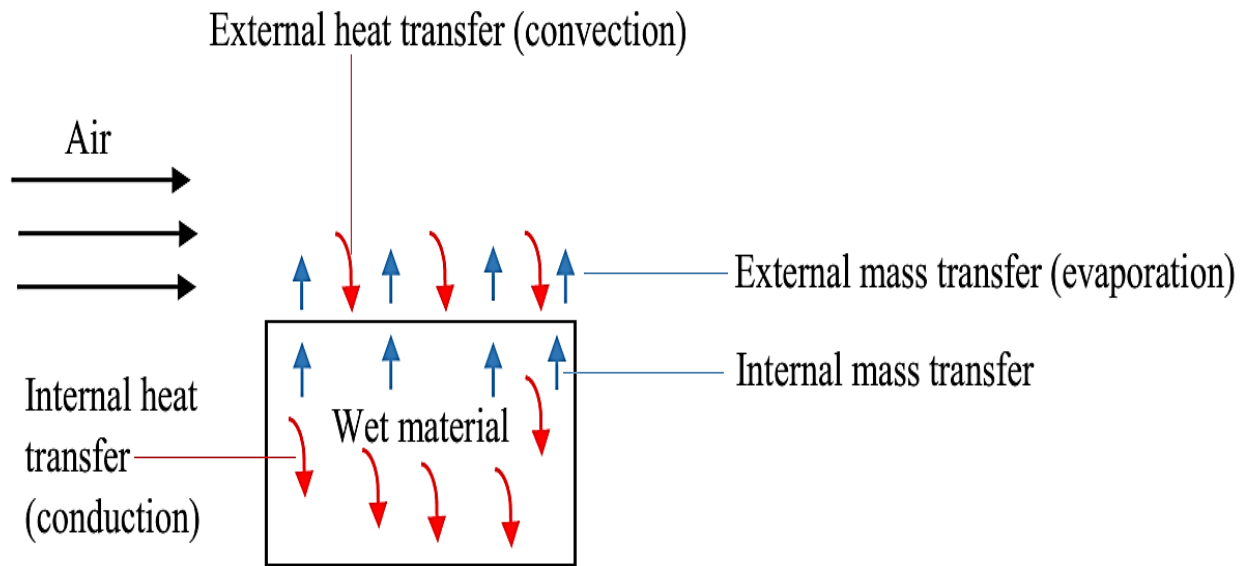 External heat transfer (convection)
Air
External mass transfer (evaporation)
Internal mass transfer
Internal heat
transfer
(conduction)
Wet material